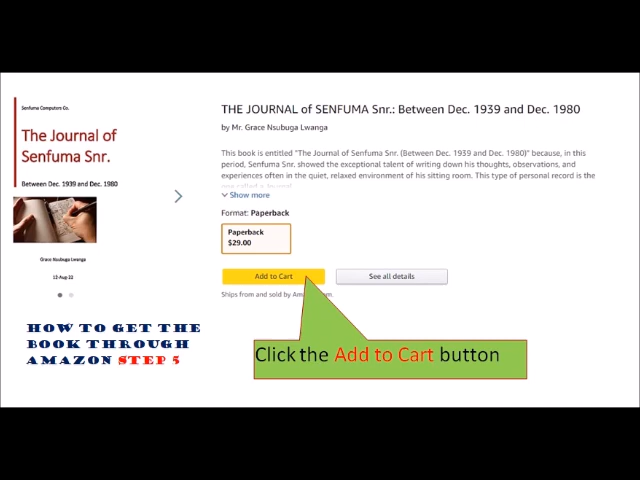 Senfuma Computers Co.
The Journal of
Senfuma Snr.
Between Dec. 1939 and Dec. 1980
Grace Nsubuga Lwanga
12-Aug-22
THE JOURNAL of SENFUMA Snr.: Between Dec. 1939 and Dec. 1980
by Mr. Grace Nsubuga Lwanga
This book is entitled "The Journal of Senfuma Snr. (Between Dec. 1939 and Dec. 1980)" because, in this
period, Senfuma Snr. showed the exceptional talent of writing down his thoughts, observations, and
experiences often in the quiet, relaxed environment of his sitting room. This type of personal record is the
Show more
Format: Paperback
Paperback
$29.00
Add to Cart
See all details
Ships from and sold by
HOW TO GET THE
BOOK THROUGH
AMAZON STEP 5
Click the Add to Cart button